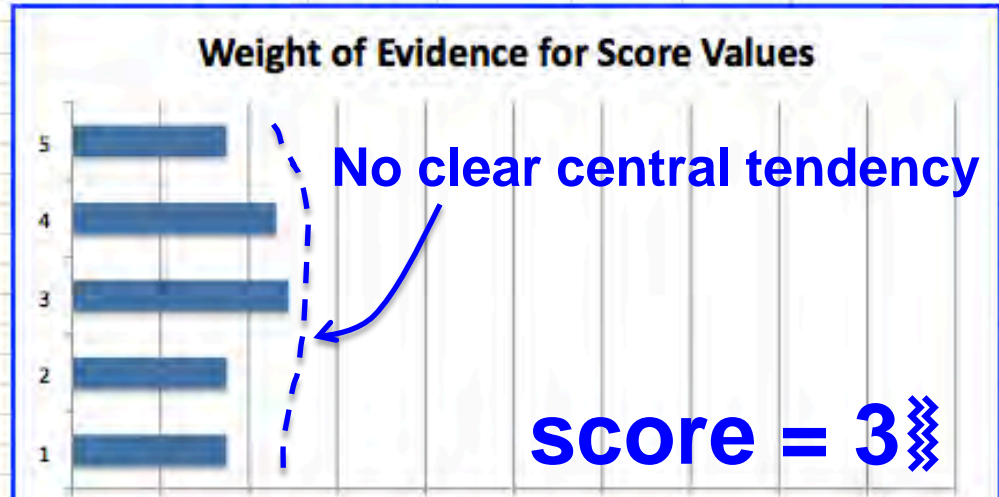 Weight of Evidence for Score Values
5
No clear central tendency
4
3
2
score = 3
1